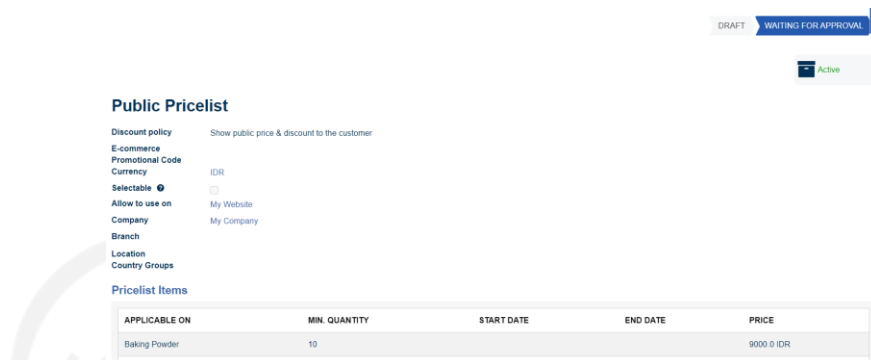 DRAFT WAITING FOR APPROVAL
Active
Public Pricelist
Discount policy Show public price & discount to the customer
E-commerce
Promotional Code
Currency IDR
Selectable ?
Allow to use on My Website
Company My Company
Branch
Location
Country Groups
Pricelist Items
APPLICABLE ON MIN. QUANTITY START DATE END DATE PRICE
Baking Powder 10 9000.0 IDR